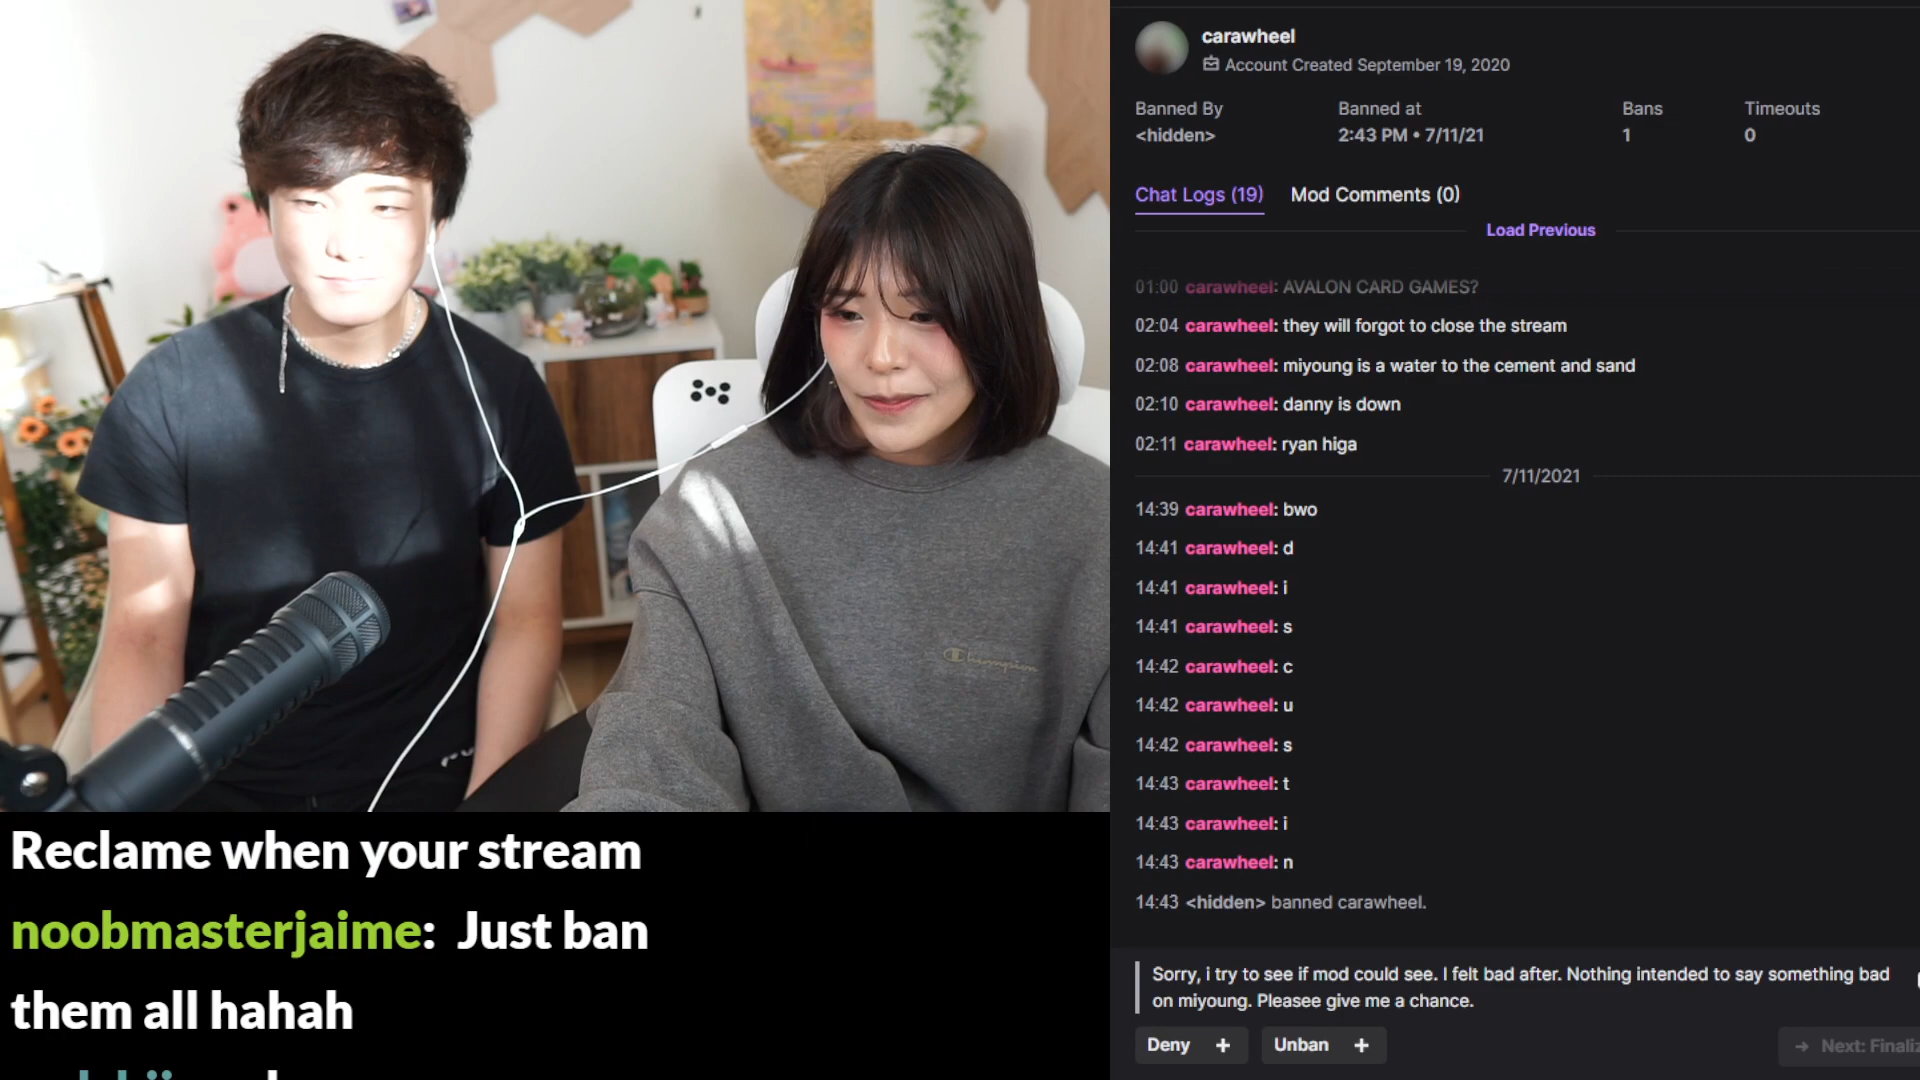 carawheel
Account Created September 19, 2020
Banned By
Banned at
Bans
Timeouts
<hidden>
2:43 PM • 7/11/21
1
0
Chat Logs (19)
Mod Comments (0)
Load Previous
01:00 carawheel: AVALON CARD GAMES?
02:04 carawheel: they will forgot to close the stream
02:08 carawheel: miyoung is a water to the cement and sand
02:10 carawheel: danny is down
02:11 carawheel: ryan higa
7/11/2021
14:39 carawheel: bwo
14:41 carawheel: d
14:41 carawheel: i
14:41 carawheel: s
14:42 carawheel: c
14:42 carawheel: u
14:42 carawheel: s
14:43 carawheel: t
14:43 carawheel: i
14:43 carawheel: n
14:43 <hidden> banned carawheel.
Sorry, i try to see if mod could see. I felt bad after. Nothing intended to say something bad
on miyoung. Pleasee give me a chance.
Deny +
Unban +
Next:
Champion
Reclame when your stream
noobmasterjaime: Just ban
them all hahah